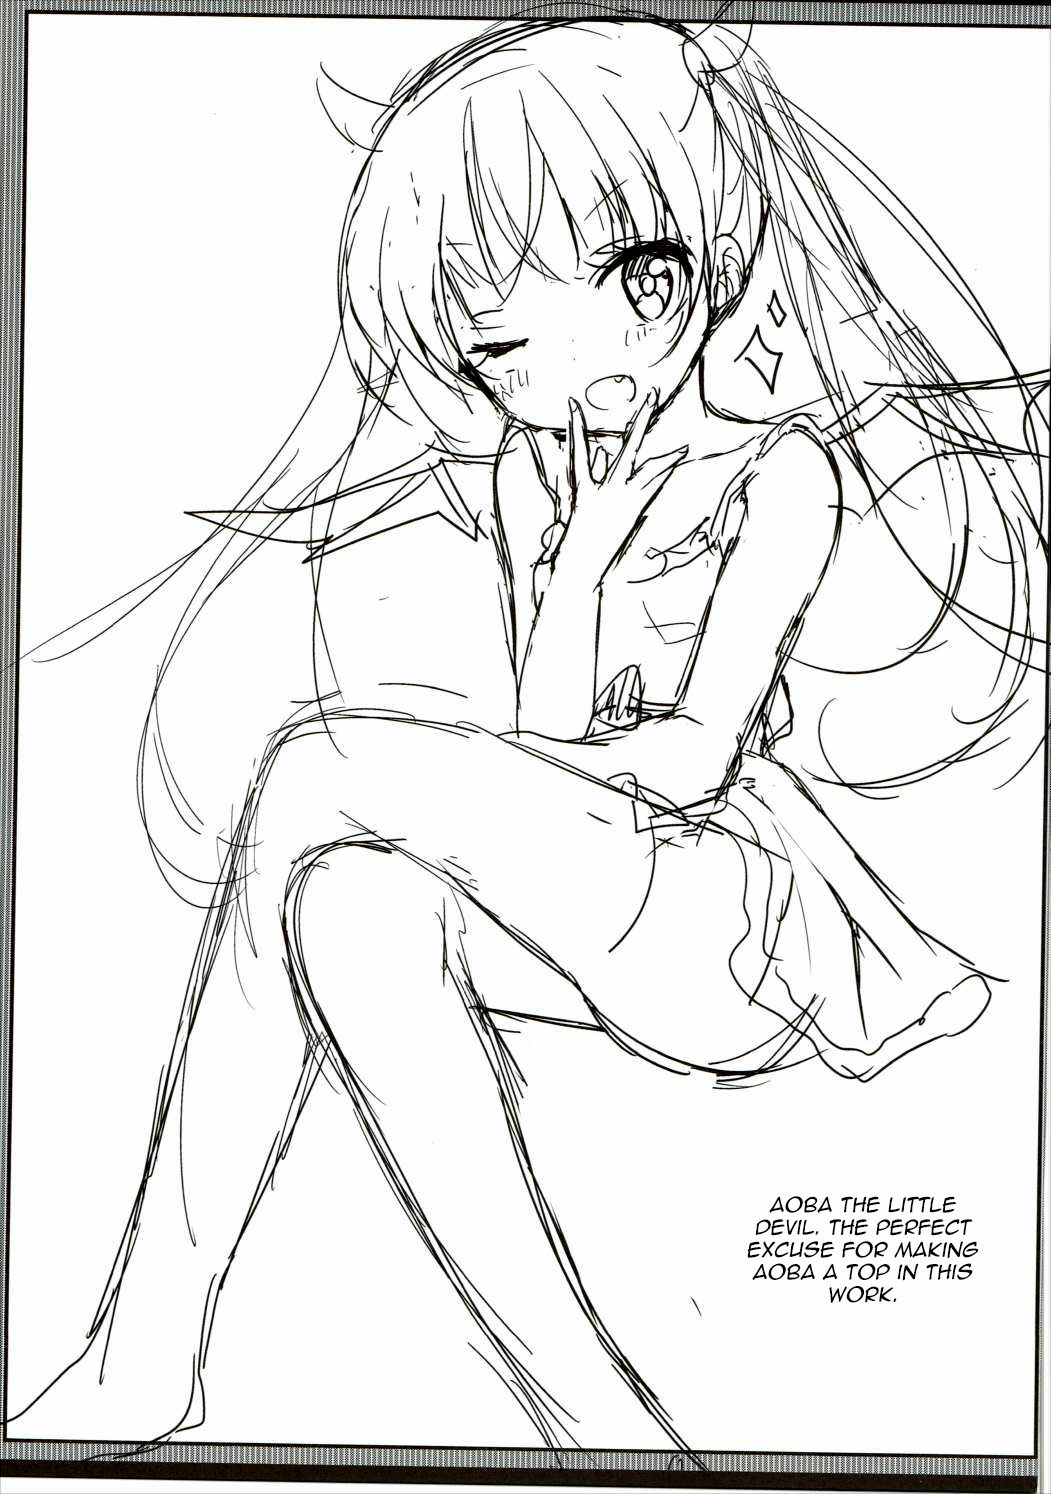 AOBA THE LITTLE
DEVIL. THE PERFECT
EXCUSE FOR MAKING
AOBA A TOP IN THIS
WORK.